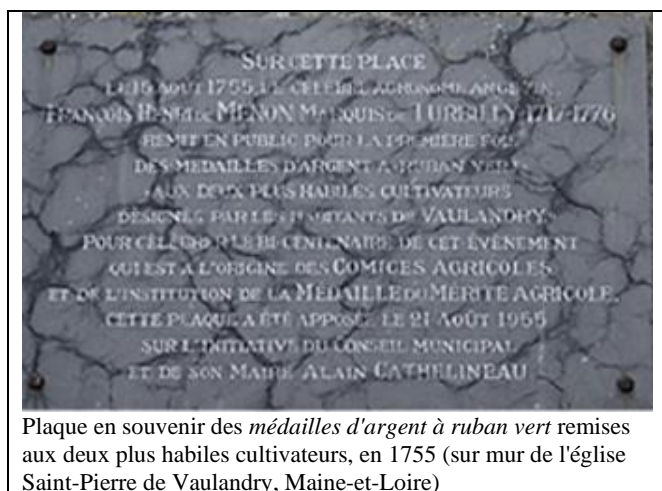 SUR CETTE PLACE
LE 15 AOUT 1755, LE CÉLÈBRE AGRONOME ANGEVIN,
FRANÇOIS HENRI DE MENON MARQUIS DE TURBILLY 1717-1776
REMIT EN PUBLIC POUR LA PREMIÈRE FOIS
DES MÉDAILLES D'ARGENT A RUBAN VERT
AUX DEUX PLUS HABILES CULTIVATEURS
DÉSIGNÉS PAR LES HABITANTS DE VAULANDRY.
POUR CÉLÉBRER LE BI-CENTENAIRE DE CET ÉVÈNEMENT
QUI EST A L'ORIGINE DES COMICES AGRICOLES
ET DE L'INSTITUTION DE LA MÉDAILLE DU MÉRITE AGRICOLE,
CETTE PLAQUE A ÉTÉ APPOSÉE LE 21 AOÛT 1955
SUR L'INITIATIVE DU CONSEIL MUNICIPAL
ET DE SON MAIRE ALAIN CATHELINEAU
Plaque en souvenir des médailles d'argent à ruban vert remises
aux deux plus habiles cultivateurs, en 1755 (sur mur de l'église
Saint-Pierre de Vaulandry, Maine-et-Loire)